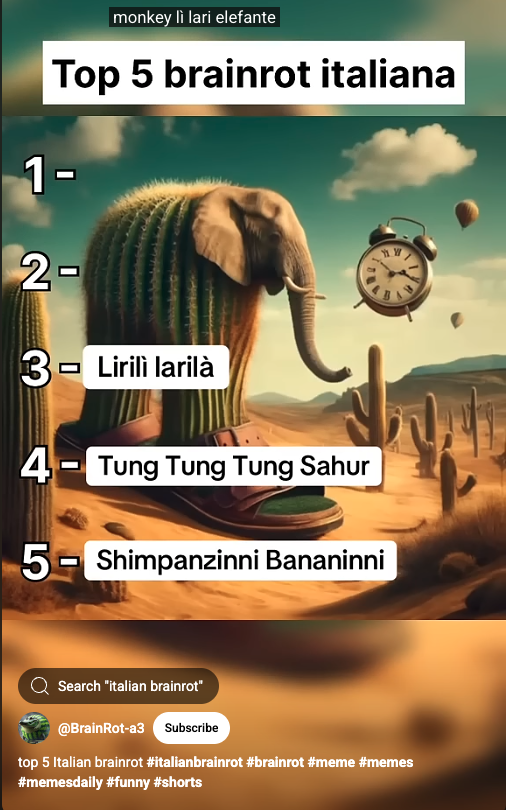 monkey lì lari elefante
Top 5 brainrot italiana
1 -
2 -
3 - Lirilì larilà
4 - Tung Tung Tung Sahur
5 - Shimpanzinni Bananinni
Search "italian brainrot"
@BrainRot-a3 Subscribe
top 5 Italian brainrot #italianbrainrot #brainrot #meme #memes
#memesdaily #funny #shorts